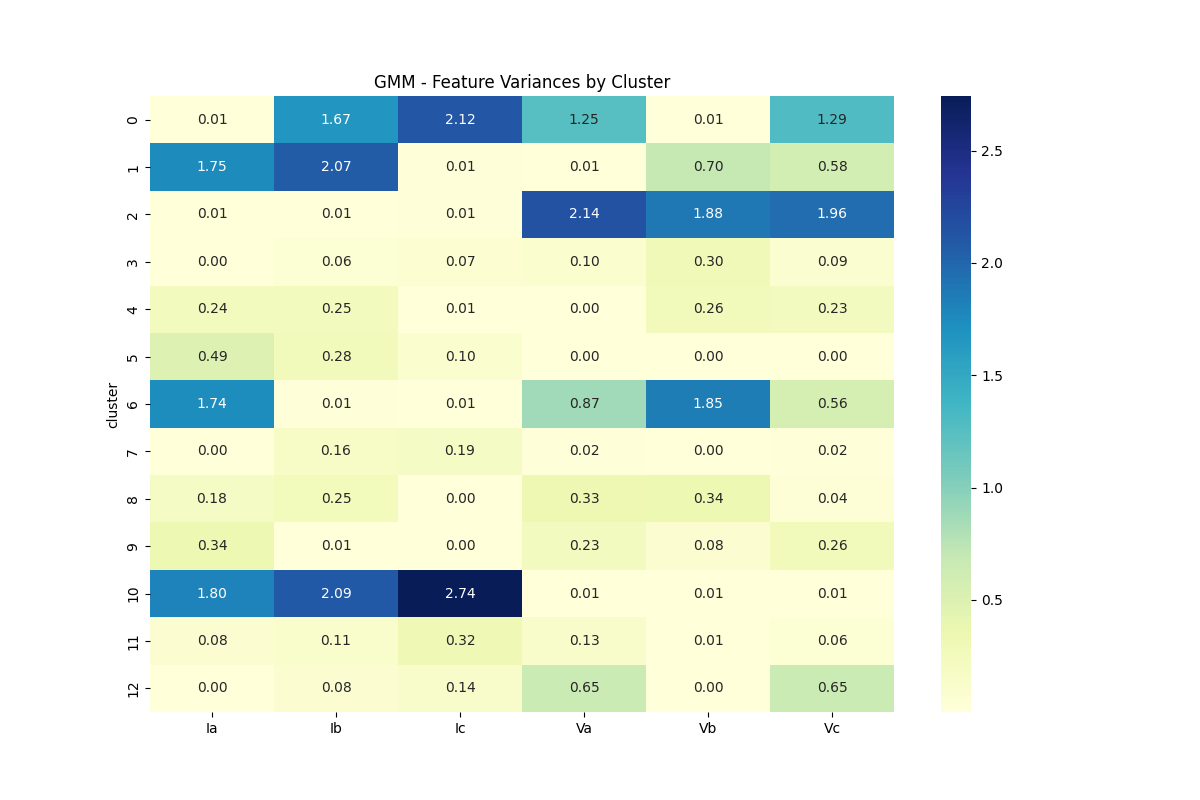 GMM - Feature Variances by Cluster
0 0.01 1.67 2.12 1.25 0.01 1.29
1 1.75 2.07 0.01 0.01 0.70 0.58
2 0.01 0.01 0.01 2.14 1.88 1.96
3 0.00 0.06 0.07 0.10 0.30 0.09
4 0.24 0.25 0.01 0.00 0.26 0.23
5 0.49 0.28 0.10 0.00 0.00 0.00
6 1.74 0.01 0.01 0.87 1.85 0.56
7 0.00 0.16 0.19 0.02 0.00 0.02
8 0.18 0.25 0.00 0.33 0.34 0.04
9 0.34 0.01 0.00 0.23 0.08 0.26
10 1.80 2.09 2.74 0.01 0.01 0.01
11 0.08 0.11 0.32 0.13 0.01 0.06
12 0.00 0.08 0.14 0.65 0.00 0.65
Ia Ib Ic Va Vb Vc
cluster
2.5
2.0
1.5
1.0
0.5